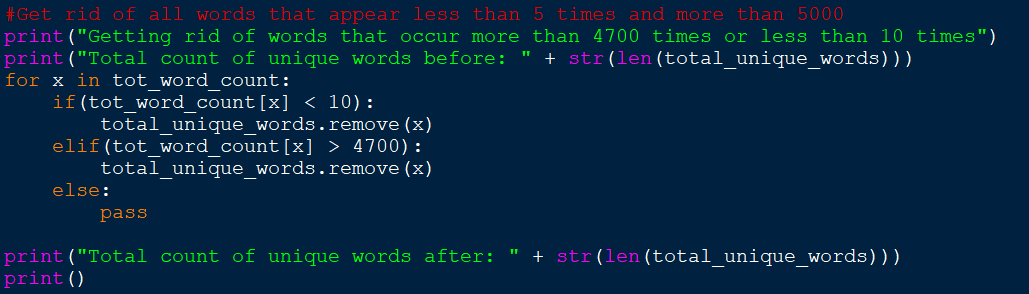 #Get rid of all words that appear less than 5 times and more than 5000
print("Getting rid of words that occur more than 4700 times or less than 10 times")
print("Total count of unique words before: " + str(len(total_unique_words)))
for x in tot_word_count:
    if(tot_word_count[x] < 10):
        total_unique_words.remove(x)
    elif(tot_word_count[x] > 4700):
        total_unique_words.remove(x)
    else:
        pass
print("Total count of unique words after: " + str(len(total_unique_words)))
print()